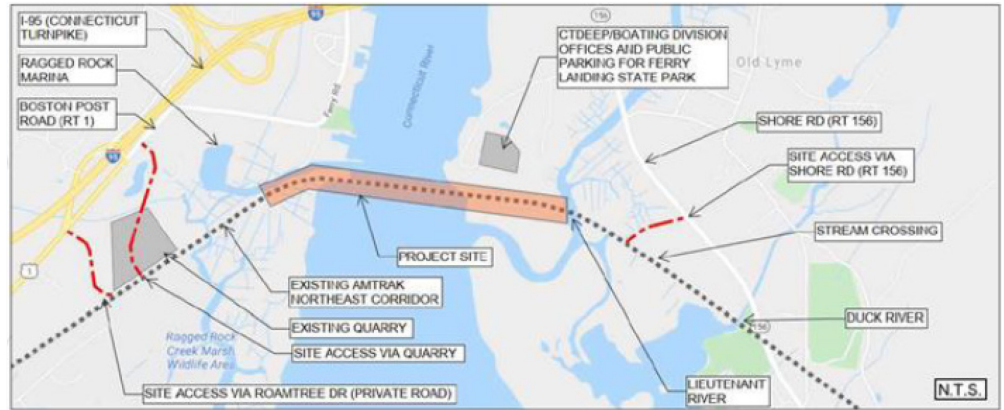 I-95 (CONNECTICUT
TURNPIKE)
RAGGED ROCK
MARINA
BOSTON POST
ROAD (RT 1)
95
95
1
Ferry Rd
Connecticut River
156
CTDEEP/BOATING DIVISION
OFFICES AND PUBLIC
PARKING FOR FERRY
LANDING STATE PARK
Old Lyme
SHORE RD (RT 156)
SITE ACCESS VIA
SHORE RD (RT 156)
STREAM CROSSING
PROJECT SITE
EXISTING AMTRAK
NORTHEAST CORRIDOR
EXISTING QUARRY
SITE ACCESS VIA QUARRY
Ragged Rock
Creek Marsh
Wildlife Area
SITE ACCESS VIA ROAMTREE DR (PRIVATE ROAD)
DUCK RIVER
156
LIEUTENANT
RIVER
N.T.S.